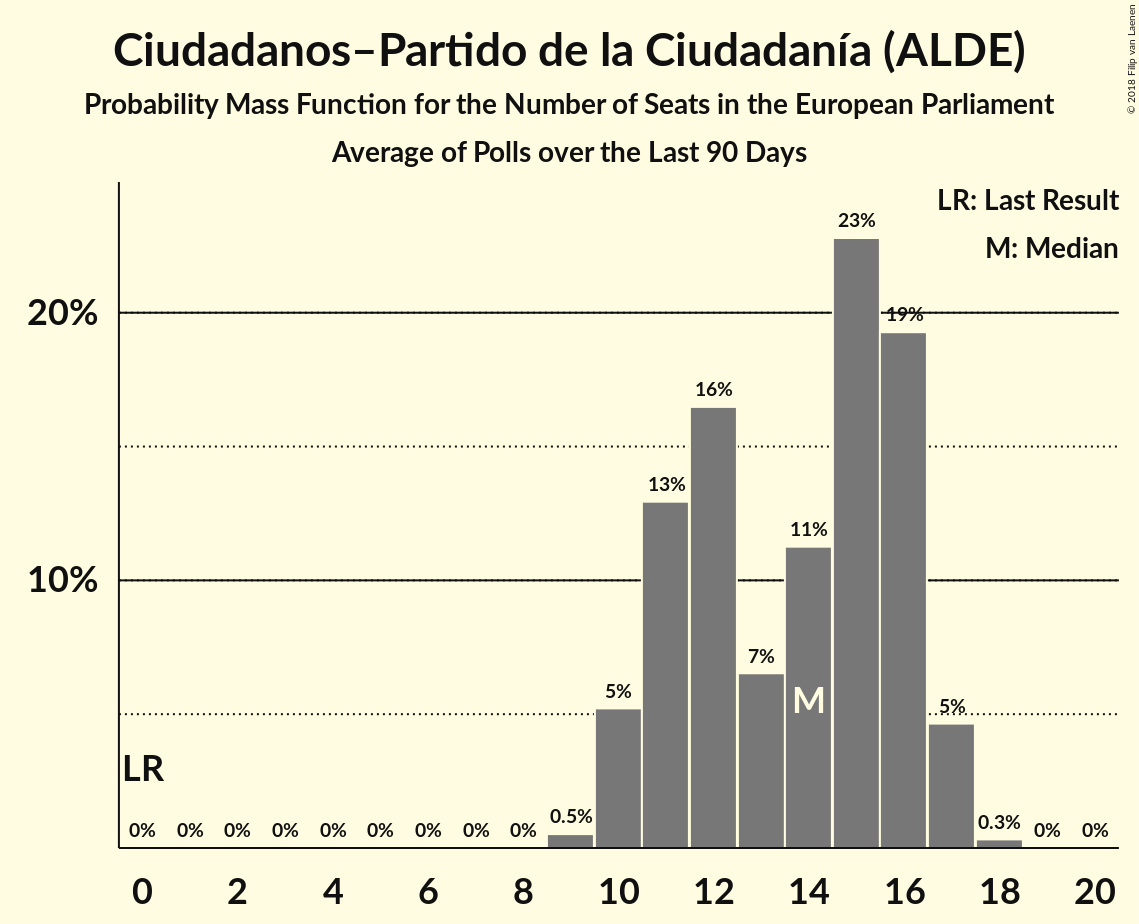 Ciudadanos–Partido de la Ciudadanía (ALDE)
Probability Mass Function for the Number of Seats in the European Parliament
Average of Polls over the Last 90 Days
© 2018 Filip van Laenen
LR: Last Result
M: Median
23%
20%
19%
16%
13%
11%
10%
7%
5%
M
5%
LR
0% 0% 0% 0% 0% 0% 0% 0% 0% 0.5% 0.3% 0% 0%
0 2 4 6 8 10 12 14 16 18 20